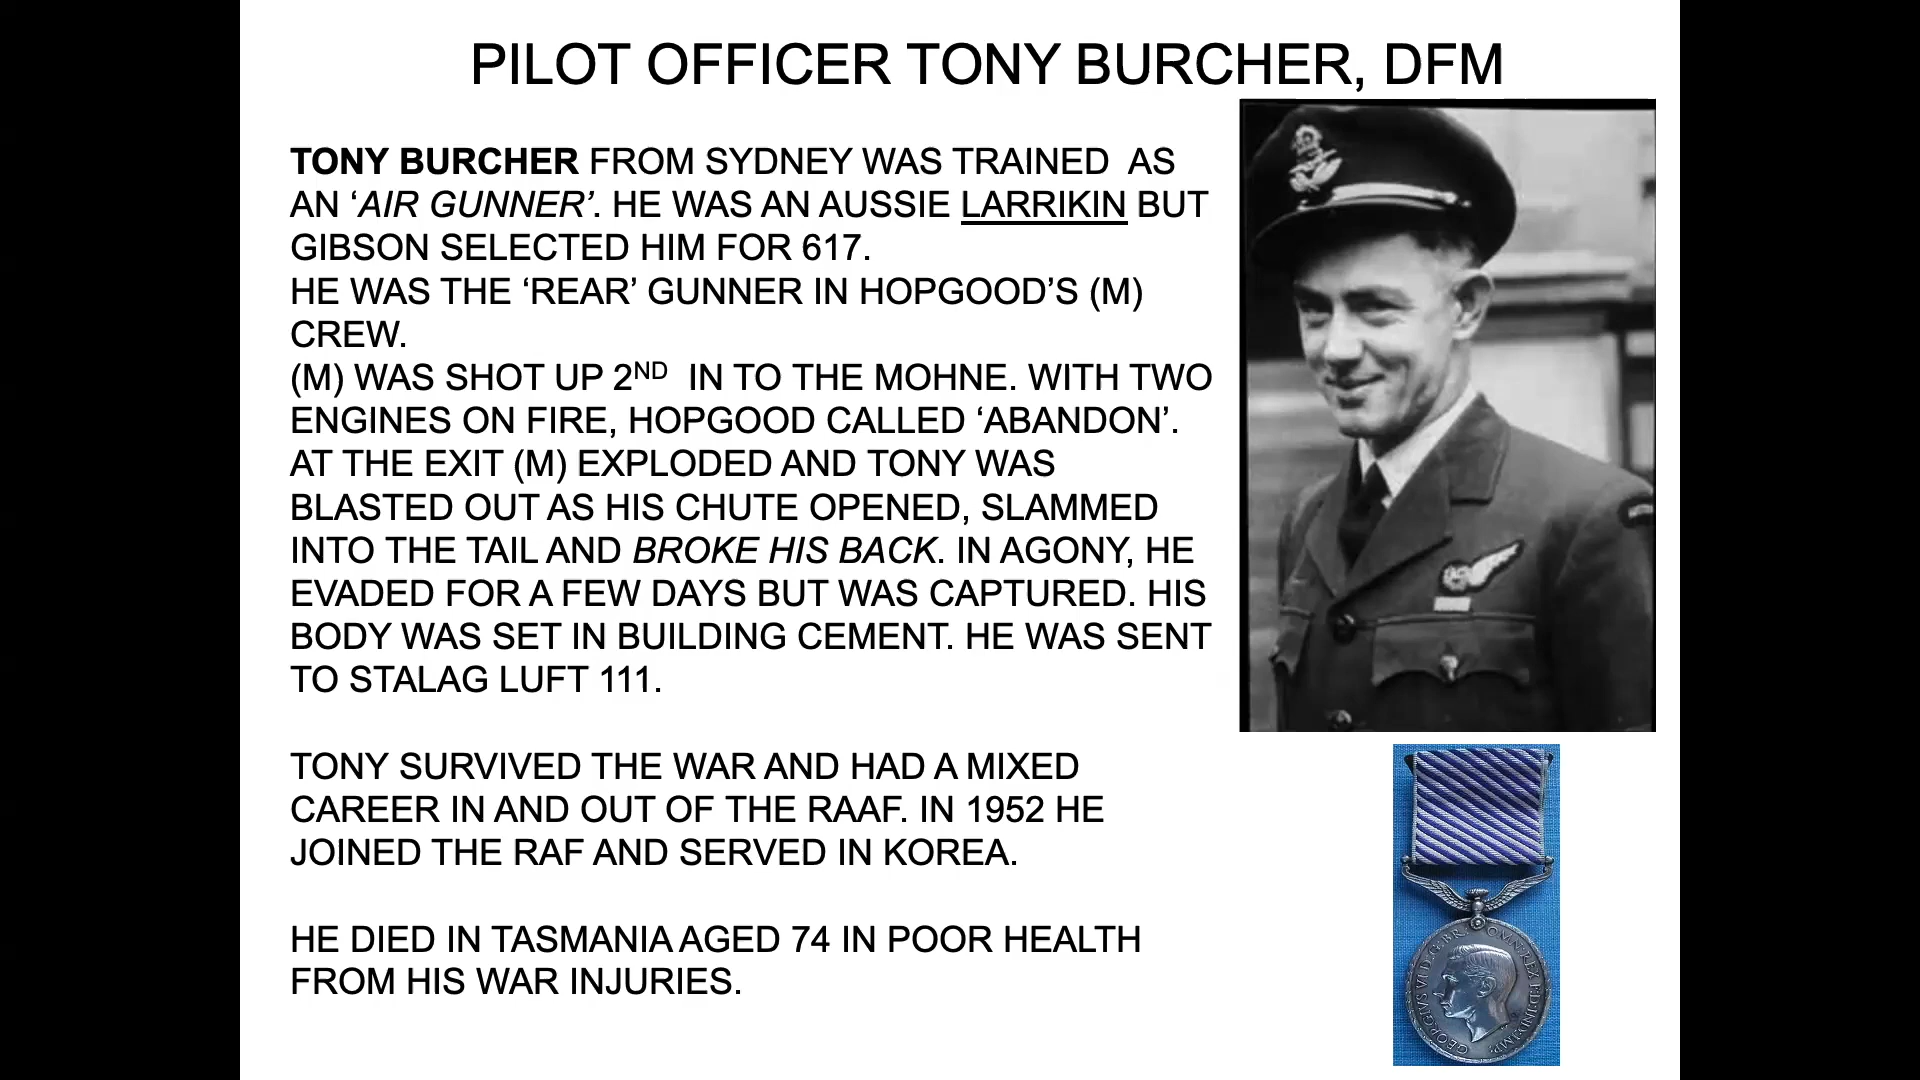 PILOT OFFICER TONY BURCHER, DFM
TONY BURCHER FROM SYDNEY WAS TRAINED AS
AN ‘AIR GUNNER’. HE WAS AN AUSSIE LARRIKIN BUT
GIBSON SELECTED HIM FOR 617.
HE WAS THE ‘REAR’ GUNNER IN HOPGOOD’S (M)
CREW.
(M) WAS SHOT UP 2ND IN TO THE MOHNE. WITH TWO
ENGINES ON FIRE, HOPGOOD CALLED ‘ABANDON’.
AT THE EXIT (M) EXPLODED AND TONY WAS
BLASTED OUT AS HIS CHUTE OPENED, SLAMMED
INTO THE TAIL AND BROKE HIS BACK. IN AGONY, HE
EVADED FOR A FEW DAYS BUT WAS CAPTURED. HIS
BODY WAS SET IN BUILDING CEMENT. HE WAS SENT
TO STALAG LUFT 111.
TONY SURVIVED THE WAR AND HAD A MIXED
CAREER IN AND OUT OF THE RAAF. IN 1952 HE
JOINED THE RAF AND SERVED IN KOREA.
HE DIED IN TASMANIA AGED 74 IN POOR HEALTH
FROM HIS WAR INJURIES.
GEORGIVS VI D:G:BR: OMN:REX